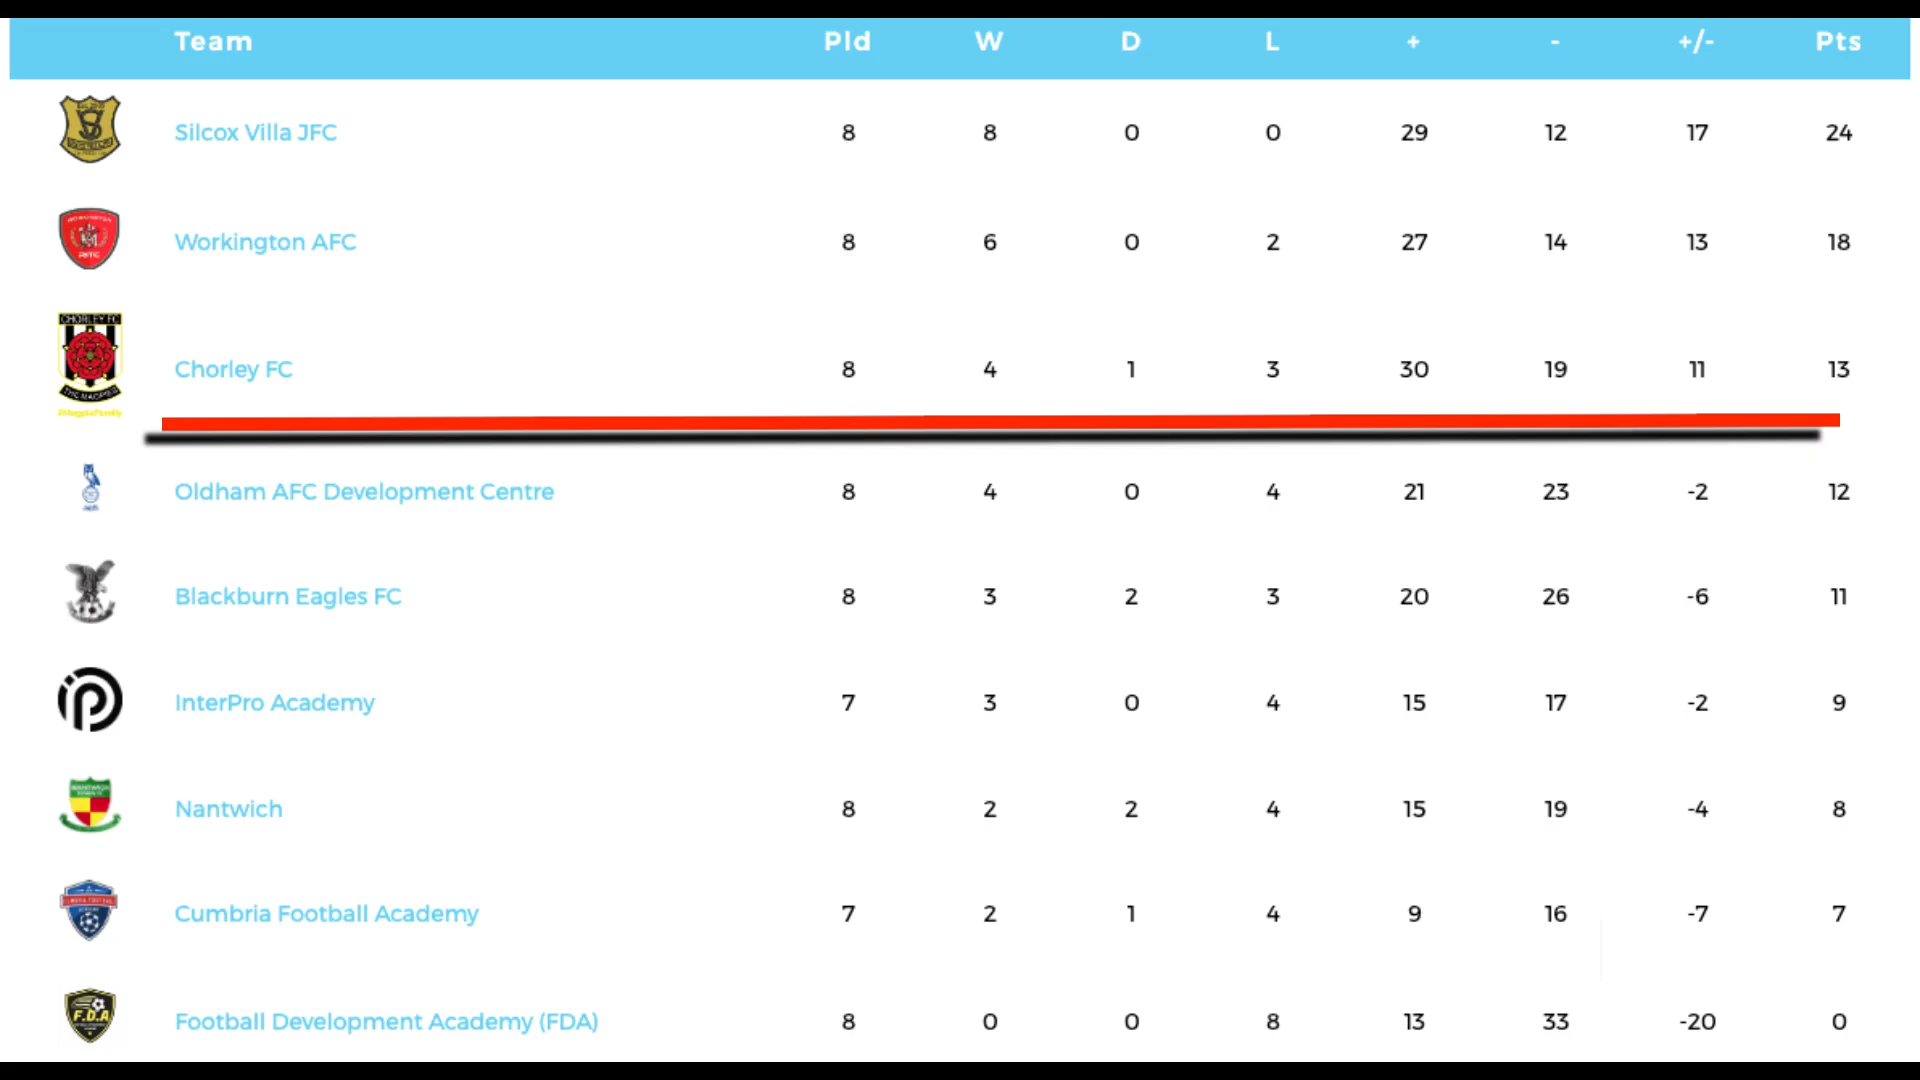 Team Pld W D L + - +/- Pts
Silcox Villa JFC 8 8 0 0 29 12 17 24
Workington AFC 8 6 0 2 27 14 13 18
CHORLEY FC
THE MAGPIES
Chorley FC 8 4 1 3 30 19 11 13
Oldham AFC Development Centre 8 4 0 4 21 23 -2 12
Blackburn Eagles FC 8 3 2 3 20 26 -6 11
InterPro Academy 7 3 0 4 15 17 -2 9
Nantwich 8 2 2 4 15 19 -4 8
Cumbria Football Academy 7 2 1 4 9 16 -7 7
F.D.A
Football Development Academy (FDA) 8 0 0 8 13 33 -20 0